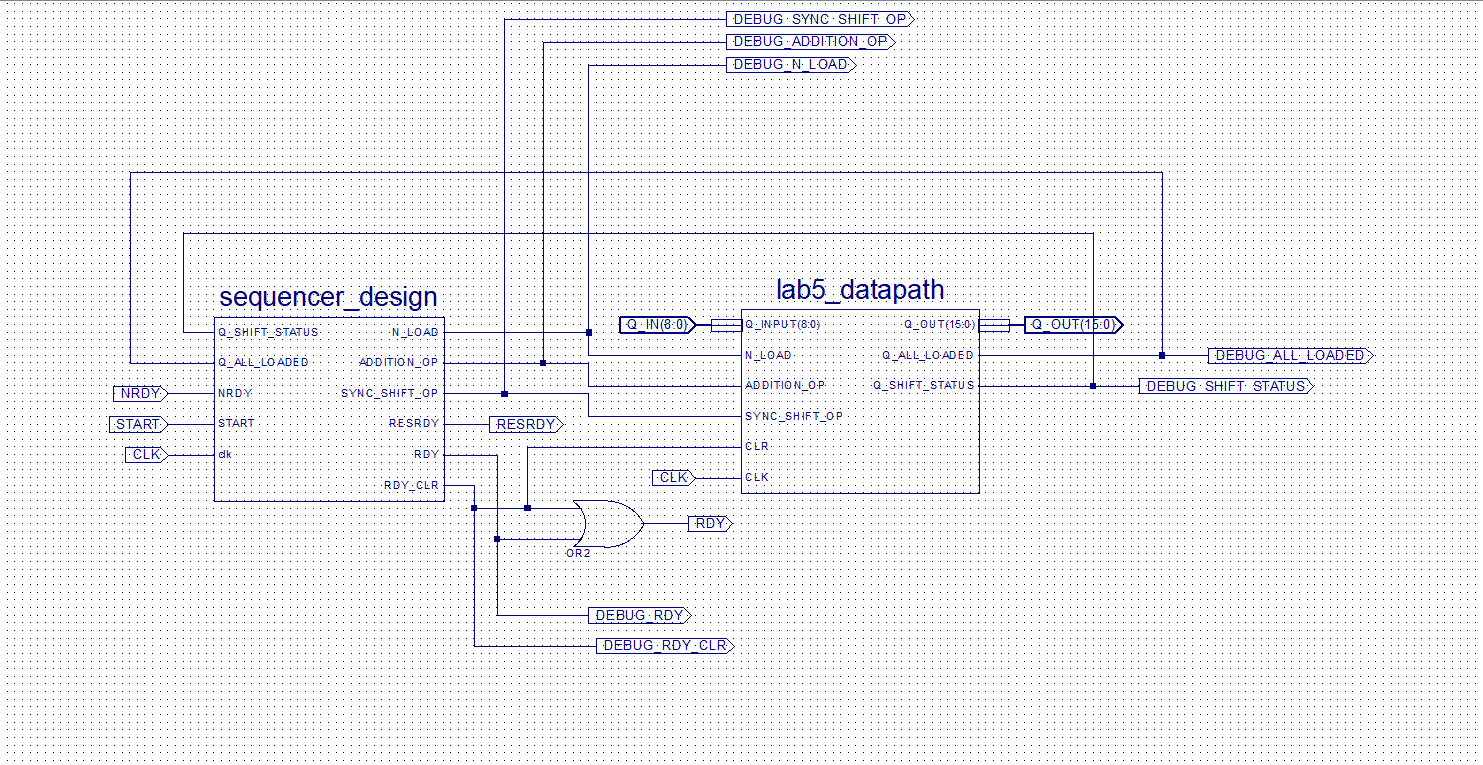 DEBUG_SYNC_SHIFT_OP
DEBUG_ADDITION_OP
DEBUG_N_LOAD
sequencer_design
Q_SHIFT_STATUS
N_LOAD
Q_ALL_LOADED
ADDITION_OP
NRDY
NRDY
SYNC_SHIFT_OP
START
START
RESRDY
RESRDY
CLK
clk
RDY
RDY_CLR
lab5_datapath
Q_IN(8:0)
Q_INPUT(8:0)
Q_OUT(15:0)
Q_OUT(15:0)
N_LOAD
Q_ALL_LOADED
DEBUG_ALL_LOADED
ADDITION_OP
Q_SHIFT_STATUS
DEBUG_SHIFT_STATUS
SYNC_SHIFT_OP
CLR
CLK
CLK
RDY
OR2
DEBUG_RDY
DEBUG_RDY_CLR